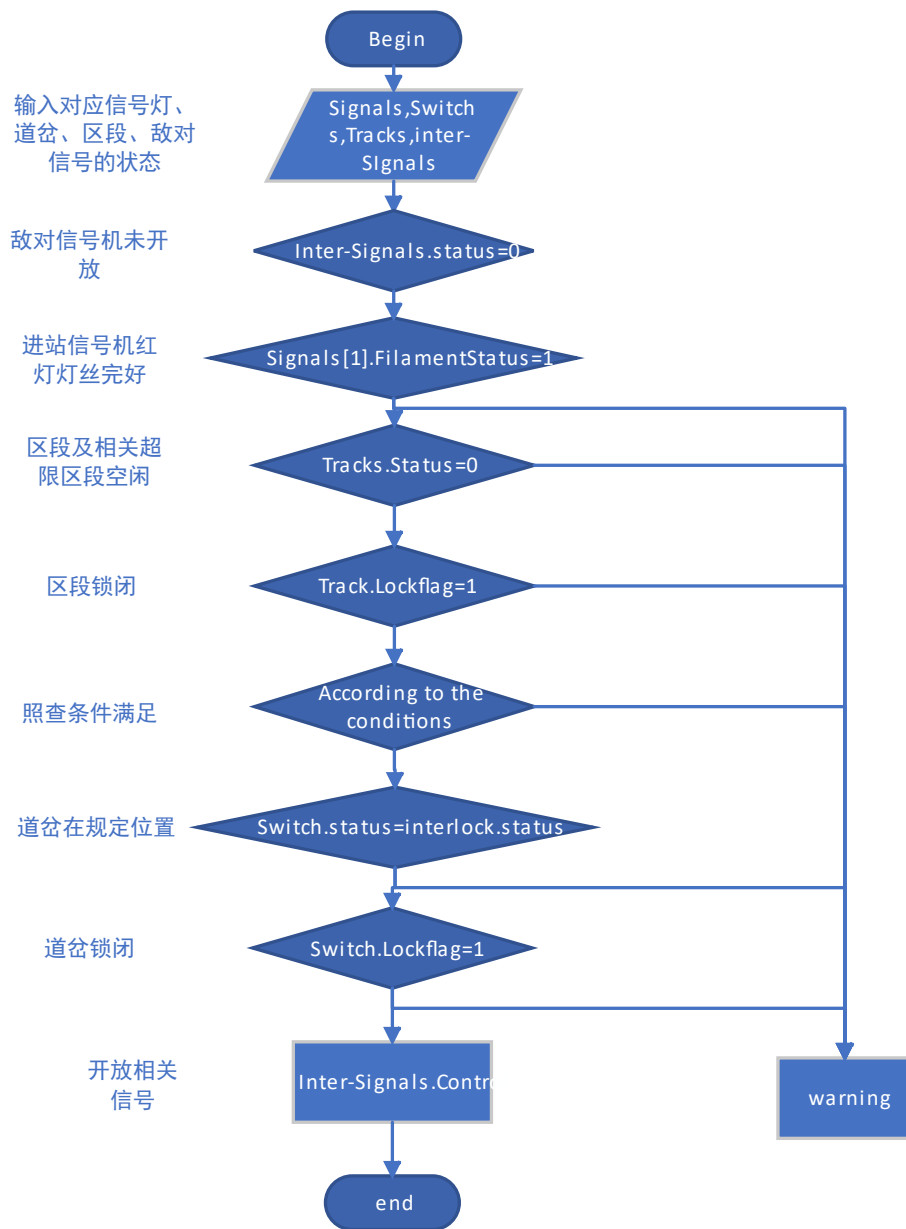 Begin
输入对应信号灯、
道岔、区段、敌对
信号的状态
Signals,Switch
s,Tracks,inter-
SIgnals
敌对信号机未开
放
Inter-Signals.status=0
进站信号机红
灯灯丝完好
Signals[1].FilamentStatus=1
区段及相关超
限区段空闲
Tracks.Status=0
区段锁闭
Track.Lockflag=1
照查条件满足
According to the
conditions
道岔在规定位置
Switch.status=interlock.status
道岔锁闭
Switch.Lockflag=1
开放相关
信号
Inter-Signals.Contro
warning
end